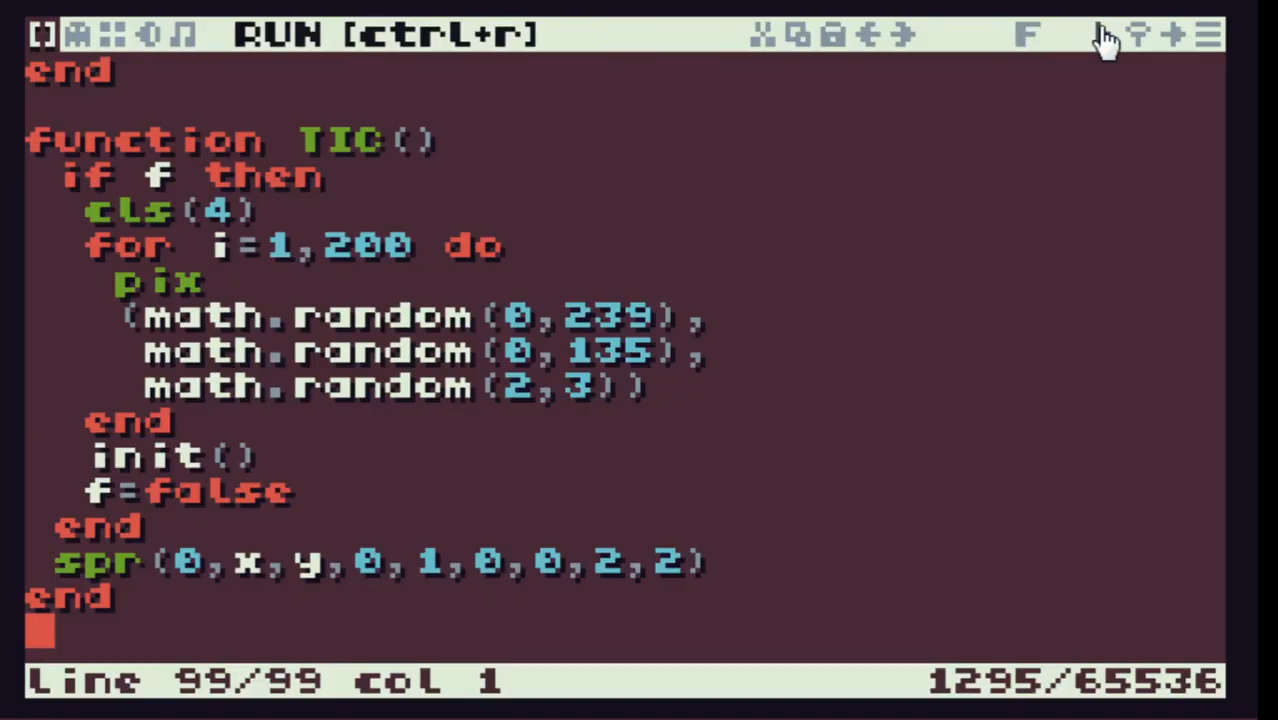 RUN [ctrl+r] F
end
function TIC()
if f then
cls(4)
for i=1,200 do
pix
(math.random(0,239),
math.random(0,135),
math.random(2,3))
end
init()
f=false
end
spr(0,x,y,0,1,0,0,2,2)
end
line 99/99 col 1 1295/65536